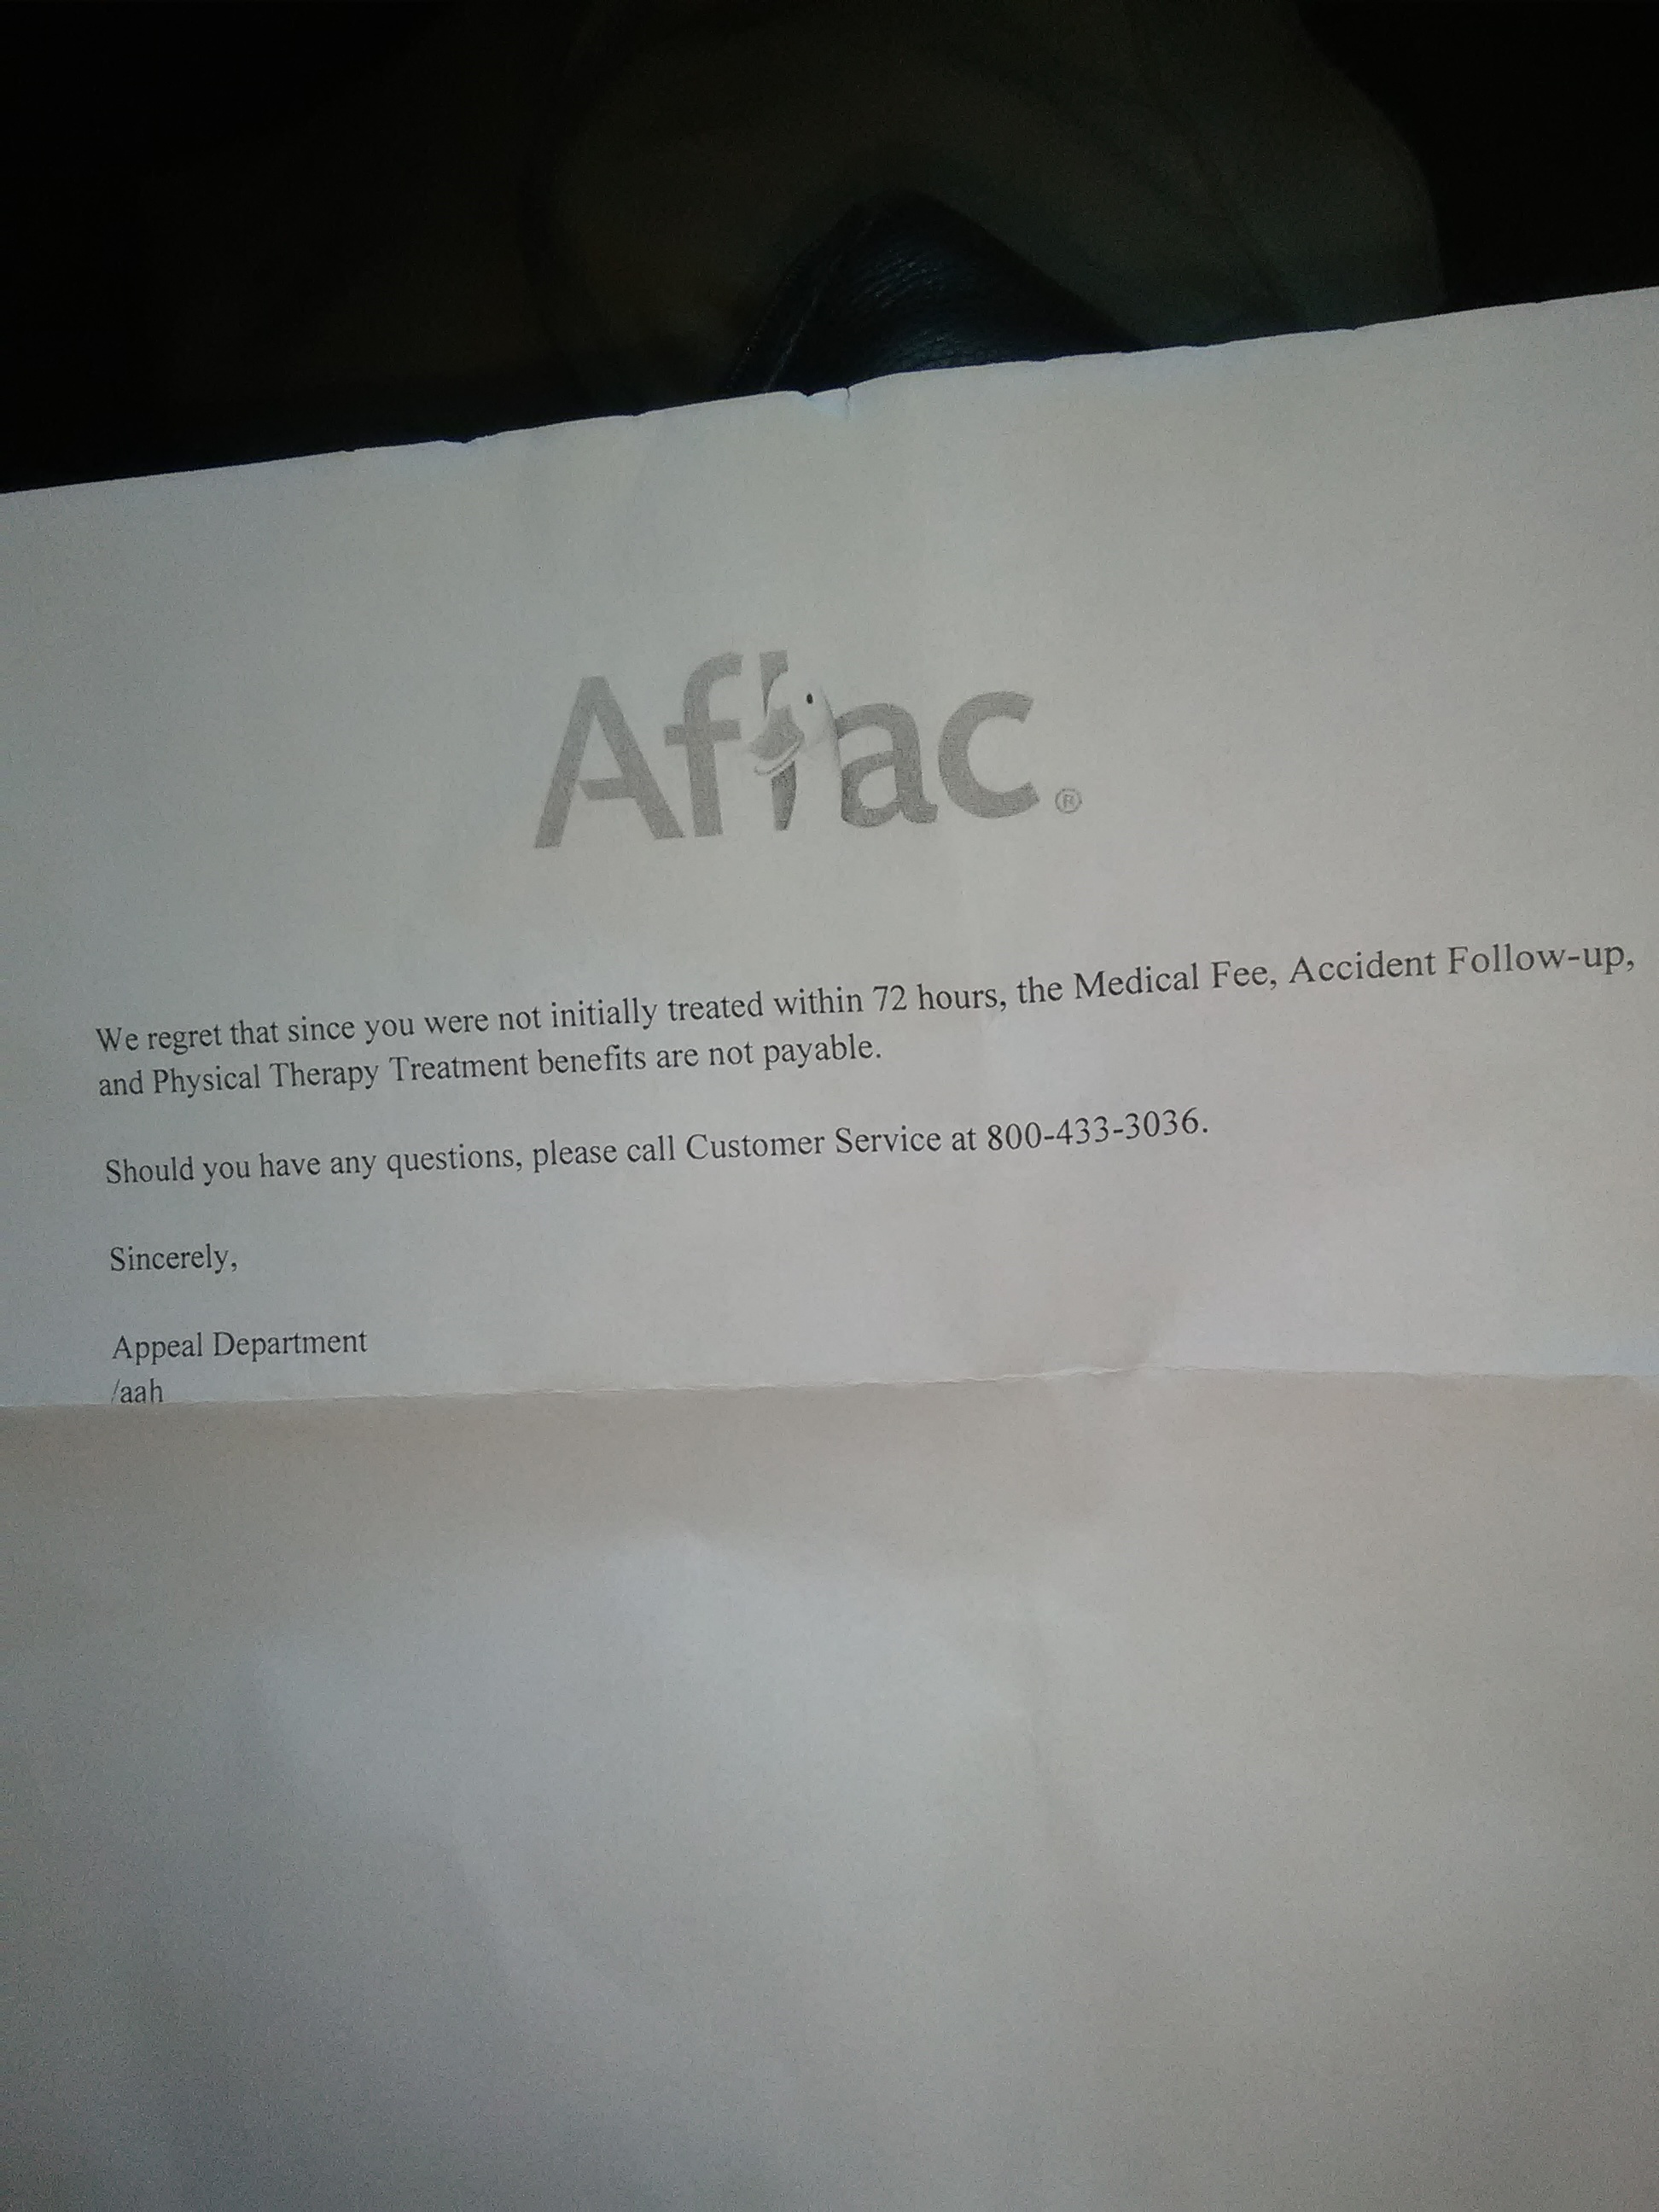 Aflac®
We regret that since you were not initially treated within 72 hours, the Medical Fee, Accident Follow-up,
and Physical Therapy Treatment benefits are not payable.
Should you have any questions, please call Customer Service at 800-433-3036.
Sincerely,
Appeal Department
/aah